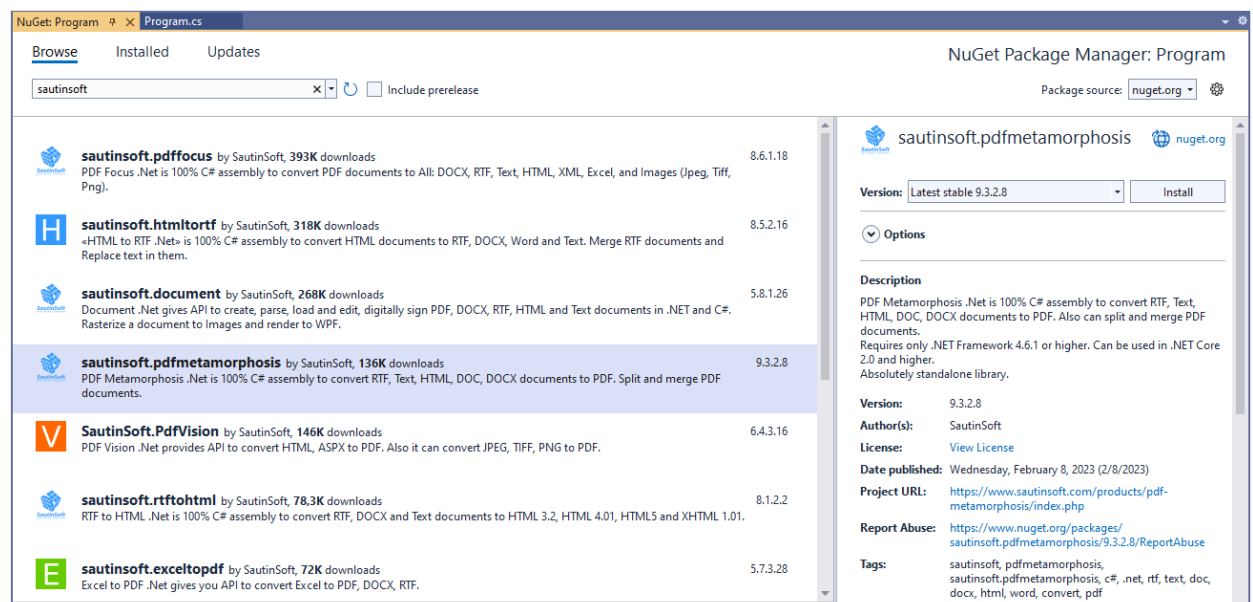 NuGet: Program
Program.cs
Browse Installed Updates
NuGet Package Manager: Program
sautinsoft
Include prerelease
Package source: nuget.org
sautinsoft.pdffocus by SautinSoft, 393K downloads
8.6.1.18
PDF Focus .Net is 100% C# assembly to convert PDF documents to All: DOCX, RTF, Text, HTML, XML, Excel, and Images (Jpeg, Tiff,
Png).
SautinSoft
H
sautinsoft.htmltortf by SautinSoft, 318K downloads
8.5.2.16
«HTML to RTF .Net» is 100% C# assembly to convert HTML documents to RTF, DOCX, Word and Text. Merge RTF documents and
Replace text in them.
sautinsoft.document by SautinSoft, 268K downloads
5.8.1.26
Document .Net gives API to create, parse, load and edit, digitally sign PDF, DOCX, RTF, HTML and Text documents in .NET and C#.
Rasterize a document to Images and render to WPF.
SautinSoft
sautinsoft.pdfmetamorphosis by SautinSoft, 136K downloads
9.3.2.8
PDF Metamorphosis .Net is 100% C# assembly to convert RTF, Text, HTML, DOC, DOCX documents to PDF. Split and merge PDF
documents.
SautinSoft
V
SautinSoft.PdfVision by SautinSoft, 146K downloads
6.4.3.16
PDF Vision .Net provides API to convert HTML, ASPX to PDF. Also it can convert JPEG, TIFF, PNG to PDF.
sautinsoft.rtftohtml by SautinSoft, 78,3K downloads
8.1.2.2
RTF to HTML .Net is 100% C# assembly to convert RTF, DOCX and Text documents to HTML 3.2, HTML 4.01, HTML5 and XHTML 1.01.
SautinSoft
E
sautinsoft.exceltopdf by SautinSoft, 72K downloads
5.7.3.28
Excel to PDF .Net gives you API to convert Excel to PDF, DOCX, RTF.
SautinSoft
sautinsoft.pdfmetamorphosis
nuget.org
Version: Latest stable 9.3.2.8
Install
Options
Description
PDF Metamorphosis .Net is 100% C# assembly to convert RTF, Text,
HTML, DOC, DOCX documents to PDF. Also can split and merge PDF
documents.
Requires only .NET Framework 4.6.1 or higher. Can be used in .NET Core
2.0 and higher.
Absolutely standalone library.
Version: 9.3.2.8
Author(s): SautinSoft
License: View License
Date published: Wednesday, February 8, 2023 (2/8/2023)
Project URL: https://www.sautinsoft.com/products/pdf-
metamorphosis/index.php
Report Abuse: https://www.nuget.org/packages/
sautinsoft.pdfmetamorphosis/9.3.2.8/ReportAbuse
Tags: sautinsoft, pdfmetamorphosis,
sautinsoft.pdfmetamorphosis, c#, .net, rtf, text, doc,
docx, html, word, convert, pdf